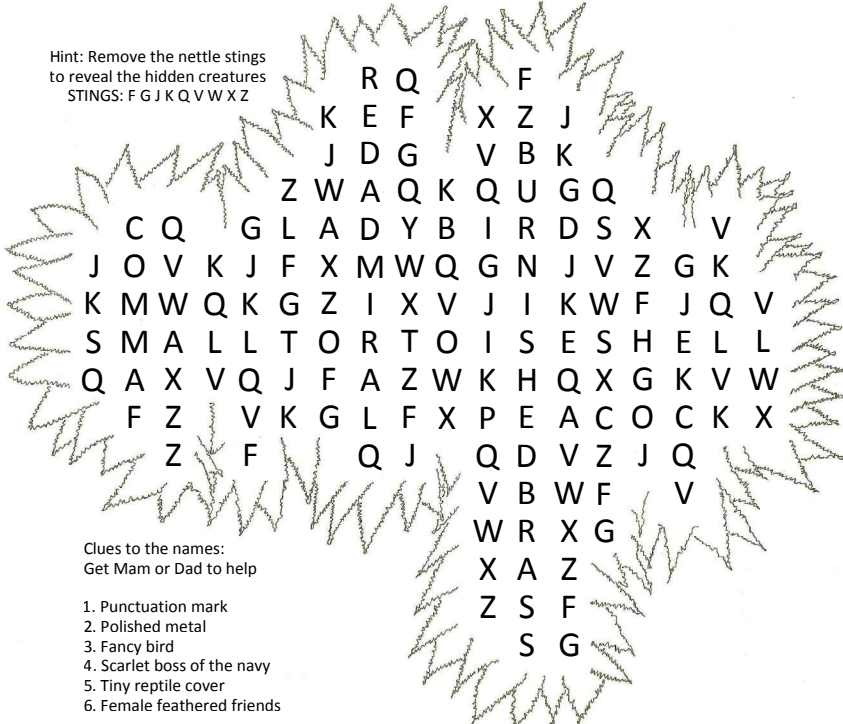 Hint: Remove the nettle stings
to reveal the hidden creatures
STINGS: F G J K Q V W X Z
R Q F
K E F X Z J
J D G V B K
Z W A Q K Q U G Q
C Q G L A D Y B I R D S X V
J O V K J F X M W Q G N J V Z G K
K M W Q K G Z I X V J I K W F J Q V
S M A L L T O R T O I S E S H E L L
Q A X V Q J F A Z W K H Q X G K V W
F Z V K G L F X P E A C O C K X
Z F Q J Q D V Z J Q
V B W F V
W R X G
X A Z
Z S F
S G
Clues to the names:
Get Mam or Dad to help
1. Punctuation mark
2. Polished metal
3. Fancy bird
4. Scarlet boss of the navy
5. Tiny reptile cover
6. Female feathered friends